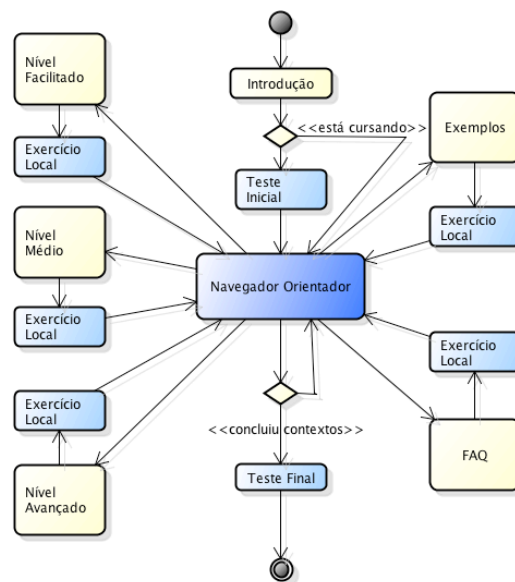 Nível
Facilitado
Introdução
<<está cursando>>
Exemplos
Exercício
Local
Teste
Inicial
Exercício
Local
Nível
Médio
Navegador Orientador
Exercício
Local
Exercício
Local
Exercício
Local
<<concluiu contextos>>
Nível
Avançado
Teste Final
FAQ